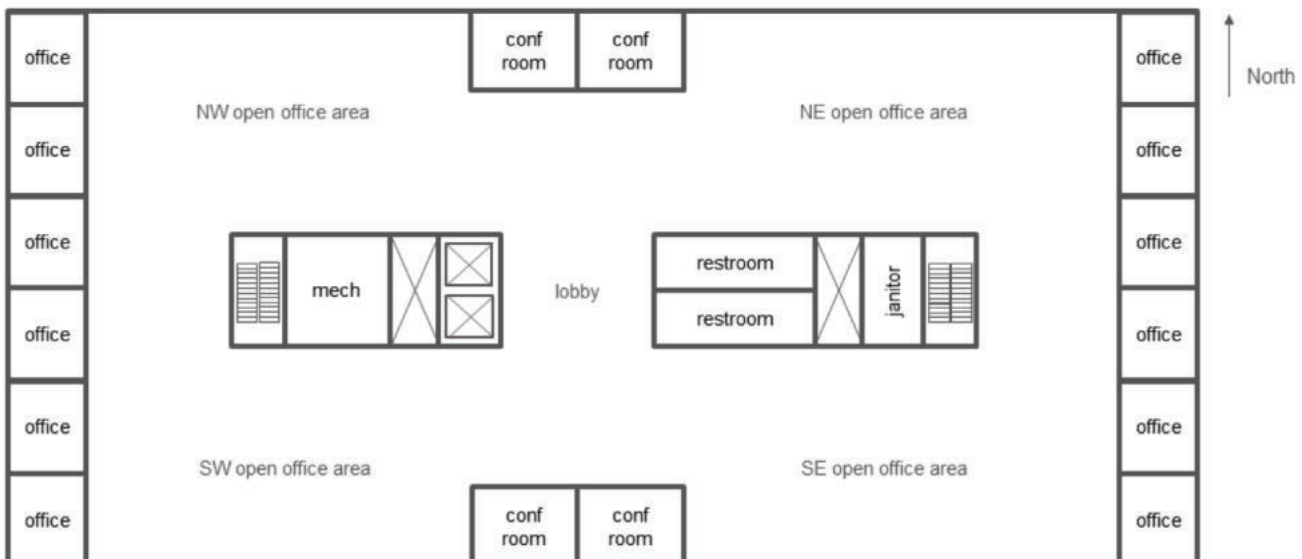 office
conf
room
conf
room
office
North
NW open office area
NE open office area
office
office
office
office
mech
lobby
restroom
restroom
janitor
office
office
office
office
SW open office area
SE open office area
office
conf
room
conf
room
office